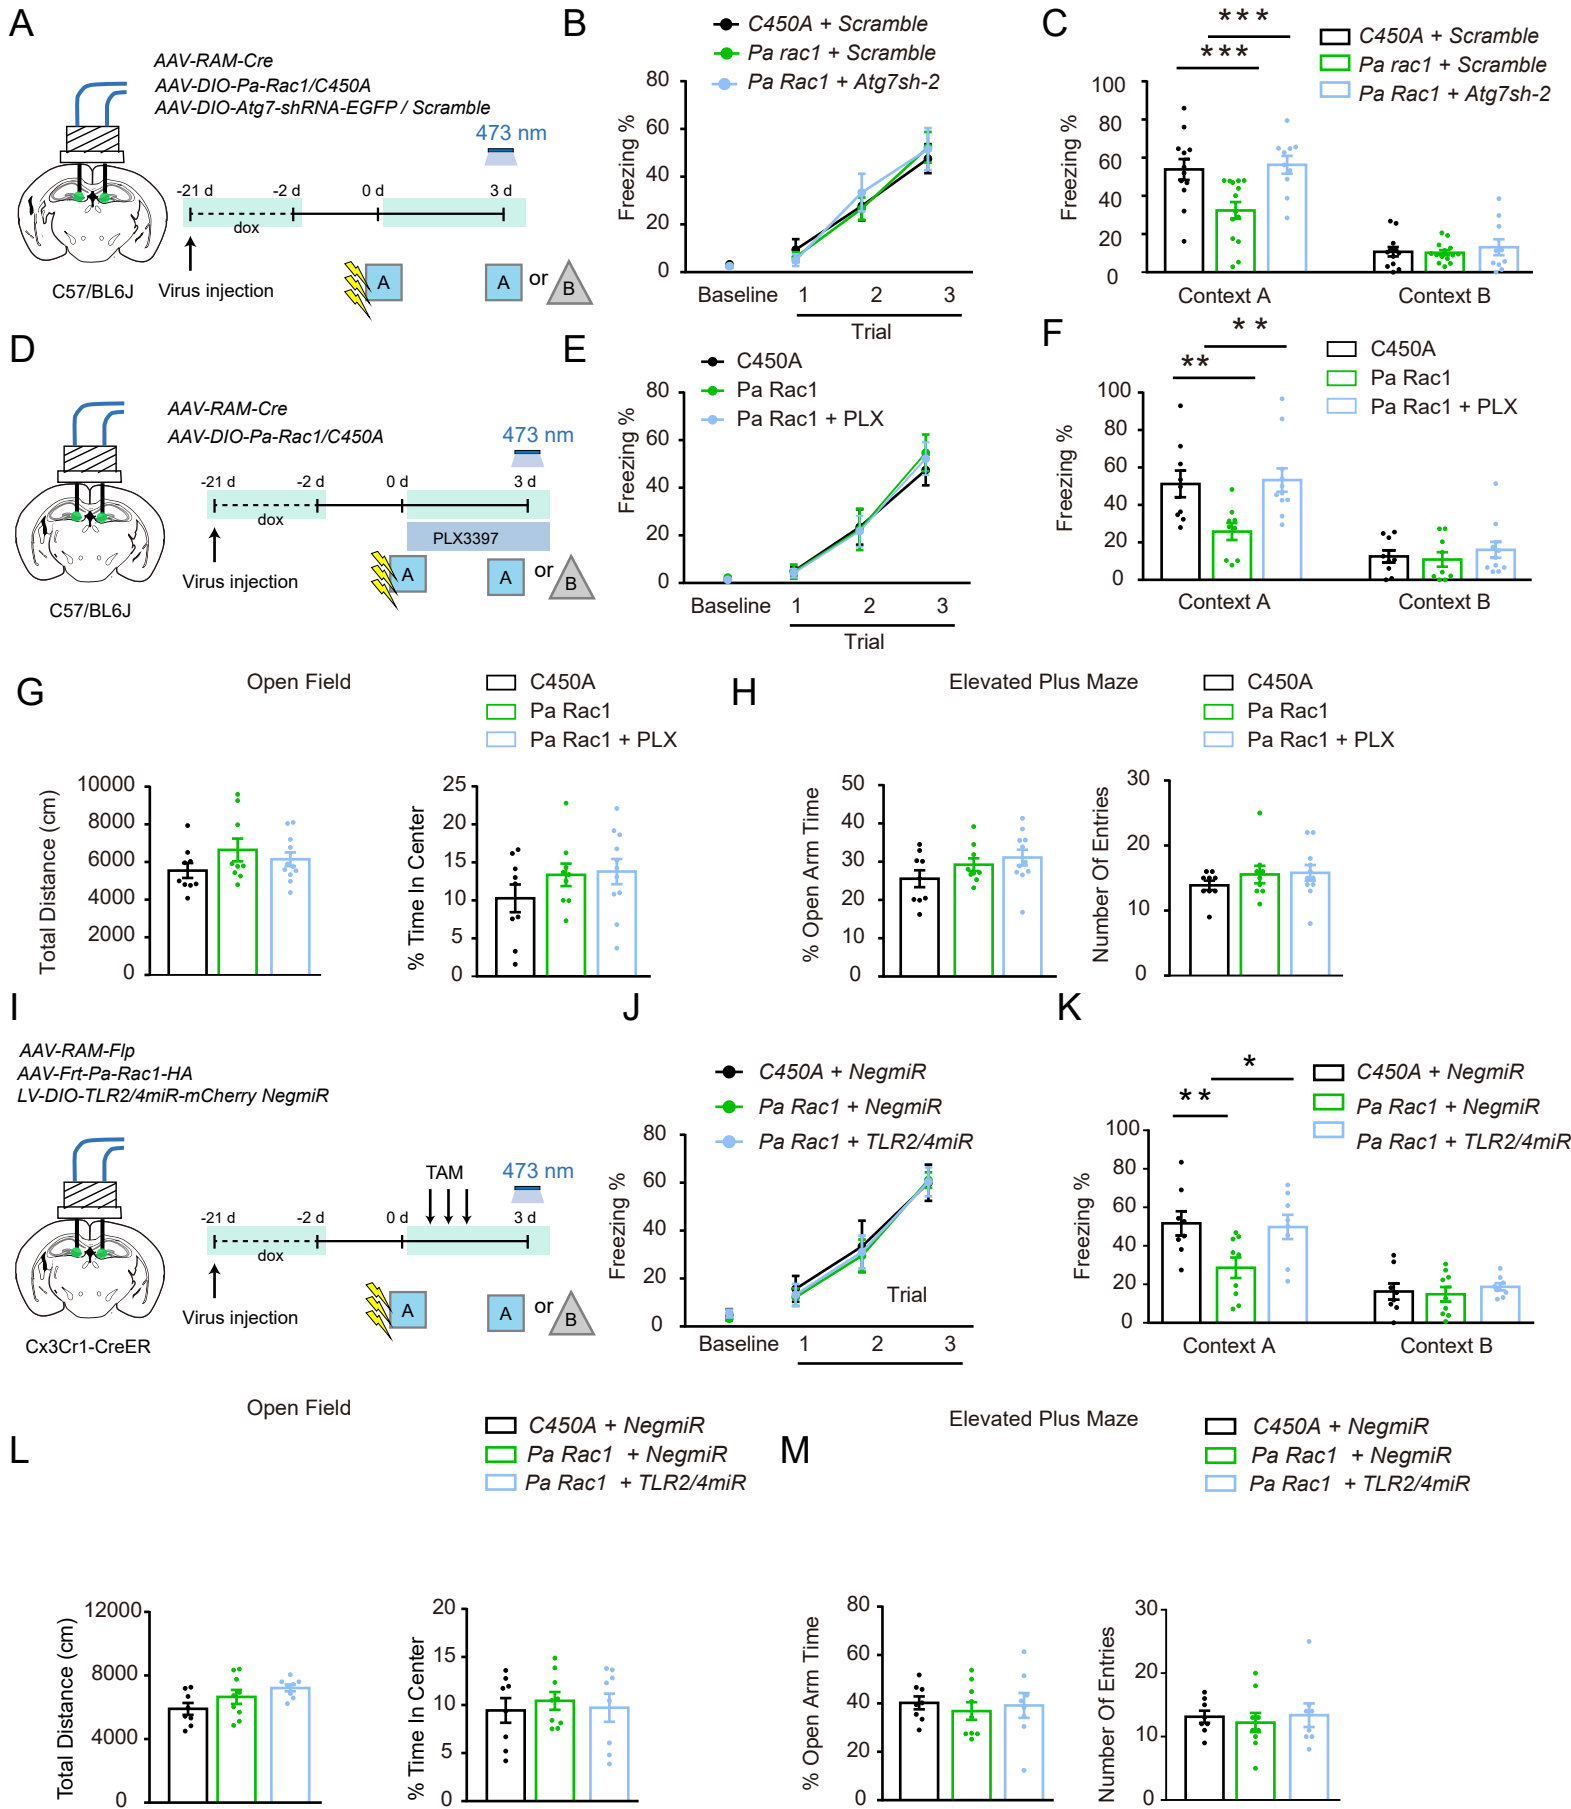 A
AAV-RAM-Cre
AAV-DIO-Pa-Rac1/C450A
AAV-DIO-Atg7-shRNA-EGFP / Scramble
473 nm
-21 d
-2 d
0 d
3 d
dox
C57/BL6J
Virus injection
A
A
or
B
B
C450A + Scramble
Pa rac1 + Scramble
Pa Rac1 + Atg7sh-2
Freezing %
80
60
40
20
0
Baseline
1
2
3
Trial
C
***
***
C450A + Scramble
Pa rac1 + Scramble
Pa Rac1 + Atg7sh-2
Freezing %
100
80
60
40
20
0
Context A
Context B
D
AAV-RAM-Cre
AAV-DIO-Pa-Rac1/C450A
473 nm
-21 d
-2 d
0 d
3 d
dox
PLX3397
Virus injection
C57/BL6J
A
A
or
B
E
C450A
Pa Rac1
Pa Rac1 + PLX
Freezing %
80
60
40
20
0
Baseline
1
2
3
Trial
F
**
**
C450A
Pa Rac1
Pa Rac1 + PLX
Freezing %
100
80
60
40
20
0
Context A
Context B
G
Open Field
C450A
Pa Rac1
Pa Rac1 + PLX
Total Distance (cm)
10000
8000
6000
4000
2000
0
% Time In Center
25
20
15
10
5
0
H
Elevated Plus Maze
C450A
Pa Rac1
Pa Rac1 + PLX
% Open Arm Time
50
40
30
20
10
0
Number Of Entries
30
20
10
0
I
AAV-RAM-Flp
AAV-Frt-Pa-Rac1-HA
LV-DIO-TLR2/4miR-mCherry NegmiR
TAM
473 nm
-21 d
-2 d
0 d
3 d
dox
Virus injection
Cx3Cr1-CreER
A
A
or
B
J
C450A + NegmiR
Pa Rac1 + NegmiR
Pa Rac1 + TLR2/4miR
Freezing %
80
60
40
20
0
Trial
Baseline
1
2
3
K
*
**
C450A + NegmiR
Pa Rac1 + NegmiR
Pa Rac1 + TLR2/4miR
Freezing %
100
80
60
40
20
0
Context A
Context B
L
Open Field
C450A + NegmiR
Pa Rac1 + NegmiR
Pa Rac1 + TLR2/4miR
Total Distance (cm)
12000
8000
4000
0
% Time In Center
20
15
10
5
0
M
Elevated Plus Maze
C450A + NegmiR
Pa Rac1 + NegmiR
Pa Rac1 + TLR2/4miR
% Open Arm Time
80
60
40
20
0
Number Of Entries
30
20
10
0